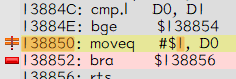 13884C: cmp.l D0, D1
13884E: bge $138854
138850: moveq #$1, D0
138852: bra $138856
138854: rts